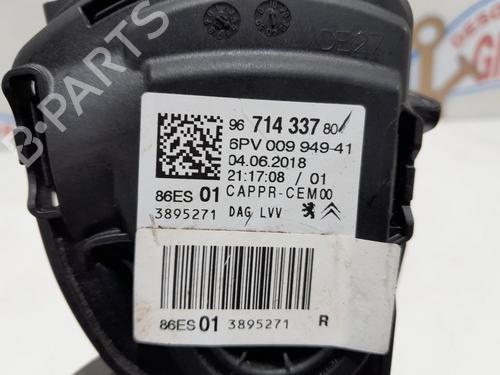 B-PARTS
DE27
96 714 337 80
6PV 009 949-41
04.06.2018
21:17:08 / 01
86ES 01 CAPPR-CEM00
3895271 DAG LVV
86ES 01 3895271 R